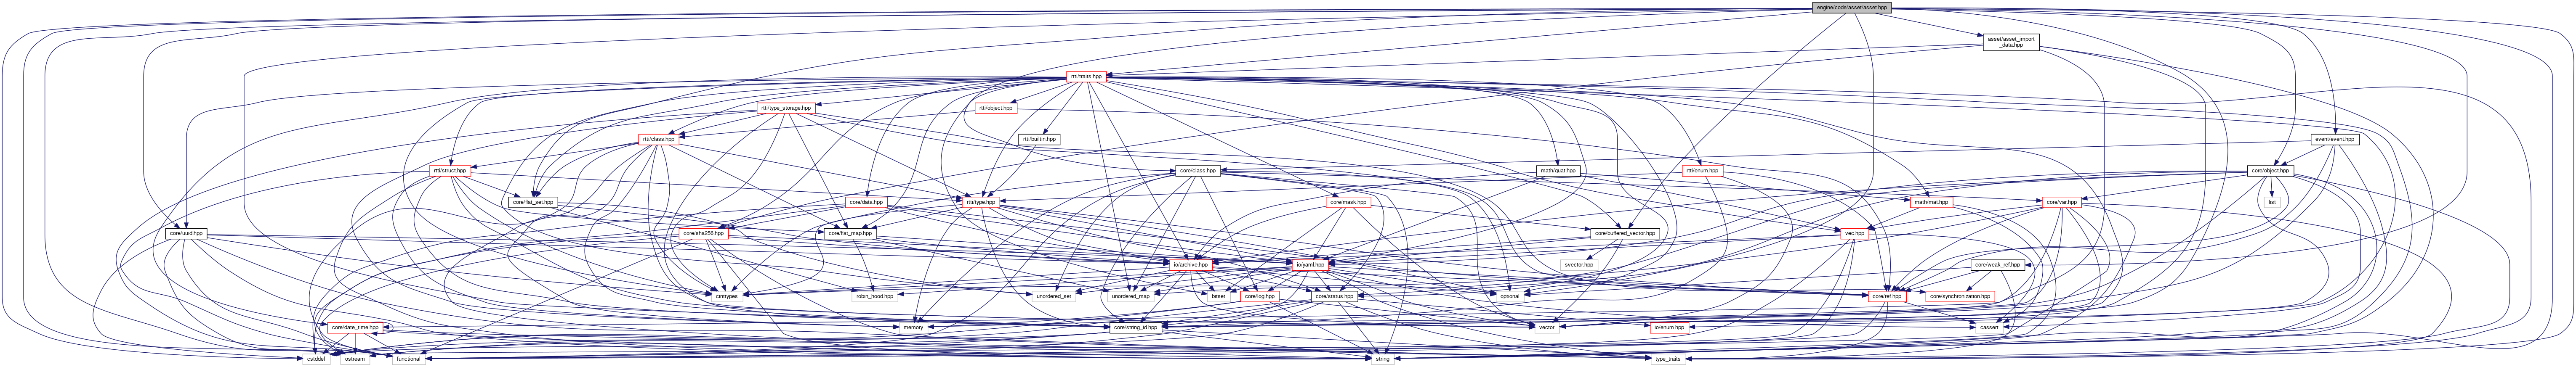 engine/code/asset/asset.hpp
asset/asset_import
_data.hpp
rtti/traits.hpp
rtti/type_storage.hpp
rtti/object.hpp
rtti/class.hpp
rtti/builtin.hpp
event/event.hpp
rtti/struct.hpp
core/class.hpp
math/quat.hpp
rtti/enum.hpp
core/object.hpp
core/flat_set.hpp
core/data.hpp
rtti/type.hpp
core/mask.hpp
math/mat.hpp
core/var.hpp
list
core/uuid.hpp
core/sha256.hpp
core/flat_map.hpp
core/buffered_vector.hpp
vec.hpp
io/archive.hpp
io/yaml.hpp
svector.hpp
core/weak_ref.hpp
cinttypes
robin_hood.hpp
unordered_set
unordered_map
bitset
core/log.hpp
core/status.hpp
optional
core/ref.hpp
core/synchronization.hpp
core/date_time.hpp
memory
core/string_id.hpp
vector
io/enum.hpp
cassert
cstddef
ostream
functional
string
type_traits